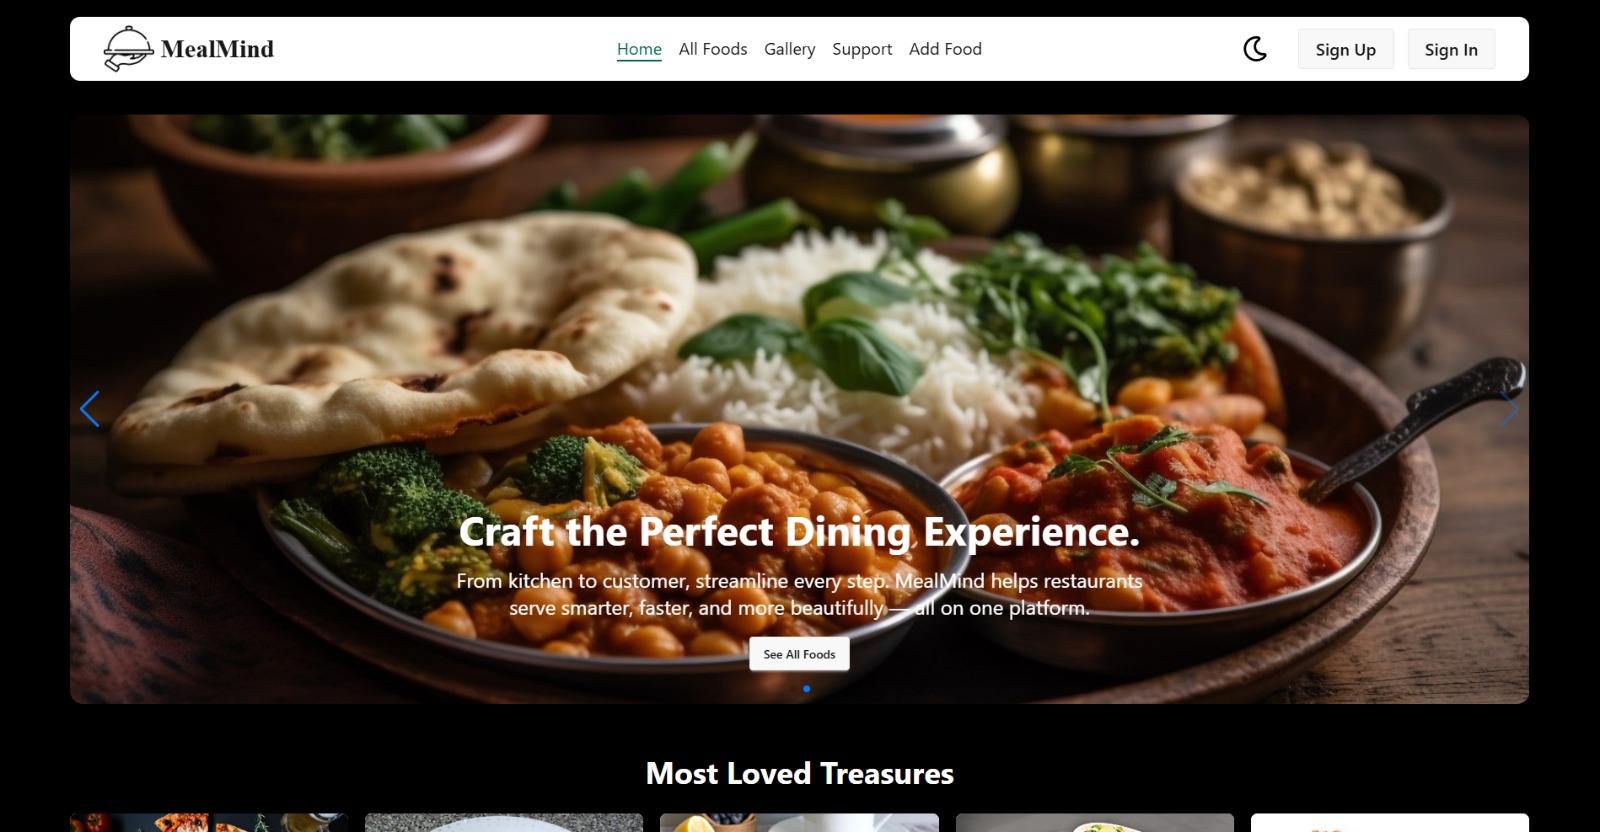 MealMind
Home
All Foods
Gallery
Support
Add Food
Sign Up
Sign In
Craft the Perfect Dining Experience.
From kitchen to customer, streamline every step. MealMind helps restaurants
serve smarter, faster, and more beautifully — all on one platform.
See All Foods
Most Loved Treasures